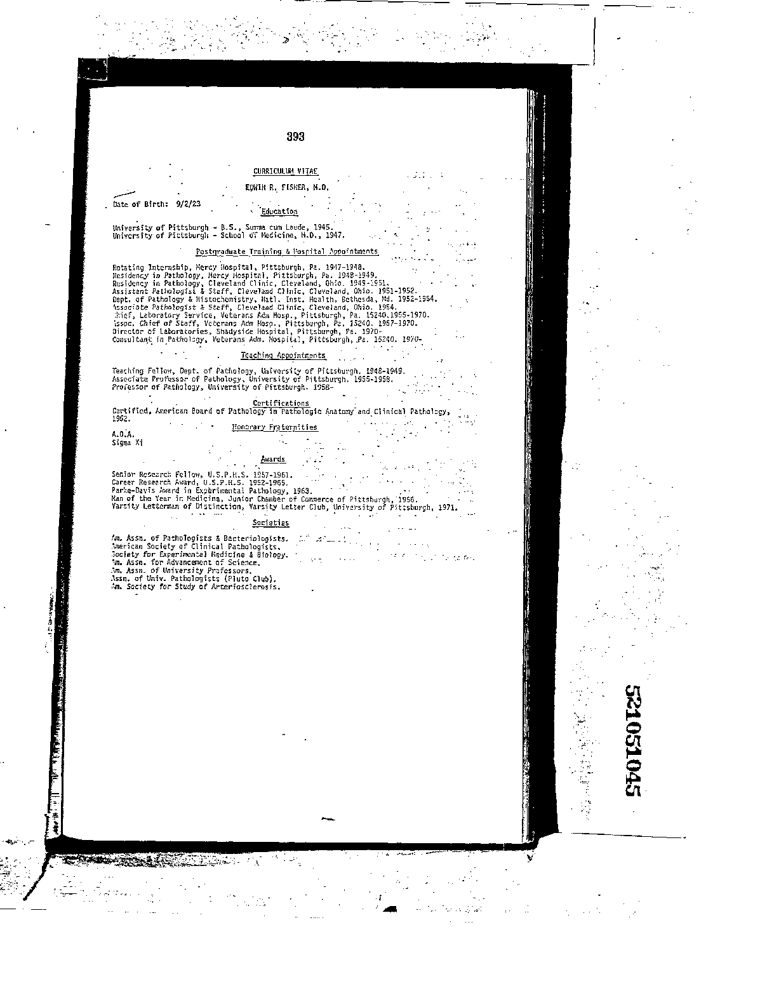 393
CURRICULUM VITAE
EDWIN R. FISHER, M.D.
Date of Birth: 9/2/23
Education
University of Pittsburgh - B.S., Summa cum Laude, 1945.
University of Pittsburgh - School of Medicine, M.D., 1947.
Postgraduate Training & Hospital Appointments
Rotating Internship, Mercy Hospital, Pittsburgh, Pa. 1947-1948.
Residency in Pathology, Mercy Hospital, Pittsburgh, Pa. 1948-1949.
Residency in Pathology, Cleveland Clinic, Cleveland, Ohio. 1949-1951.
Assistant Pathologist & Staff, Cleveland Clinic, Cleveland, Ohio. 1951-1952.
Dept. of Pathology & Histochemistry, Natl. Inst. Health, Bethesda, Md. 1952-1954.
Associate Pathologist & Staff, Cleveland Clinic, Cleveland, Ohio. 1954.
Chief, Laboratory Service, Veterans Adm Hosp., Pittsburgh, Pa. 15240.1955-1970.
Assoc. Chief of Staff, Veterans Adm Hosp., Pittsburgh, Pa. 15240. 1957-1970.
Director of Laboratories, Shadyside Hospital, Pittsburgh, Pa. 1970-
Consultant in Pathology, Veterans Adm. Hospital, Pittsburgh, Pa. 15240. 1970-
Teaching Appointments
Teaching Fellow, Dept. of Pathology, University of Pittsburgh. 1948-1949.
Associate Professor of Pathology, University of Pittsburgh. 1955-1958.
Professor of Pathology, University of Pittsburgh. 1958-
Certifications
Certified, American Board of Pathology in Pathologic Anatomy and Clinical Pathology,
1952.
Honorary Fraternities
A.O.A.
Sigma Xi
Awards
Senior Research Fellow, U.S.P.H.S. 1957-1961.
Career Research Award, U.S.P.H.S. 1962-1965.
Parke-Davis Award in Experimental Pathology, 1963.
Man of the Year in Medicine, Junior Chamber of Commerce of Pittsburgh, 1956.
Varsity Letterman of Distinction, Varsity Letter Club, University of Pittsburgh, 1971.
Societies
Am. Assn. of Pathologists & Bacteriologists.
American Society of Clinical Pathologists.
Society for Experimental Medicine & Biology.
Am. Assn. for Advancement of Science.
Am. Assn. of University Professors.
Assn. of Univ. Pathologists (Pluto Club).
Am. Society for Study of Arteriosclerosis.
521051045